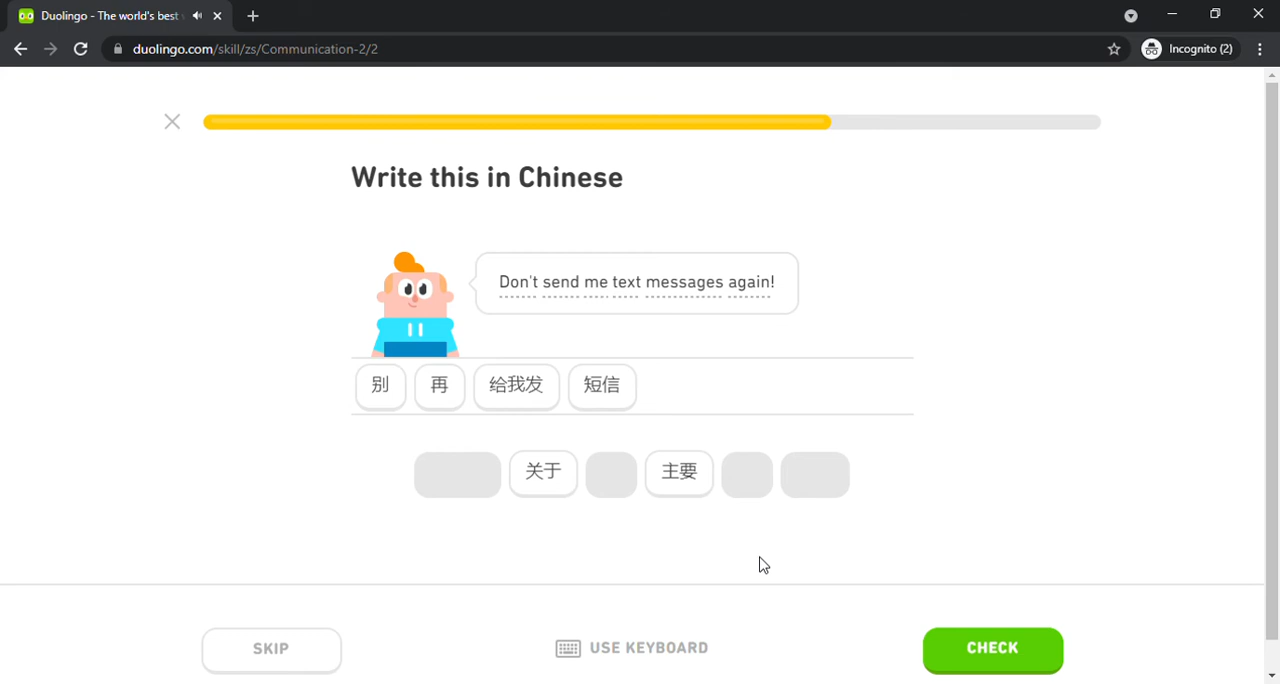 Duolingo - The world's best
duolingo.com/skill/zs/Communication-2/2
Incognito (2)
Write this in Chinese
Don't send me text messages again!
别 再 给我发 短信
关于 主要
SKIP
USE KEYBOARD
CHECK